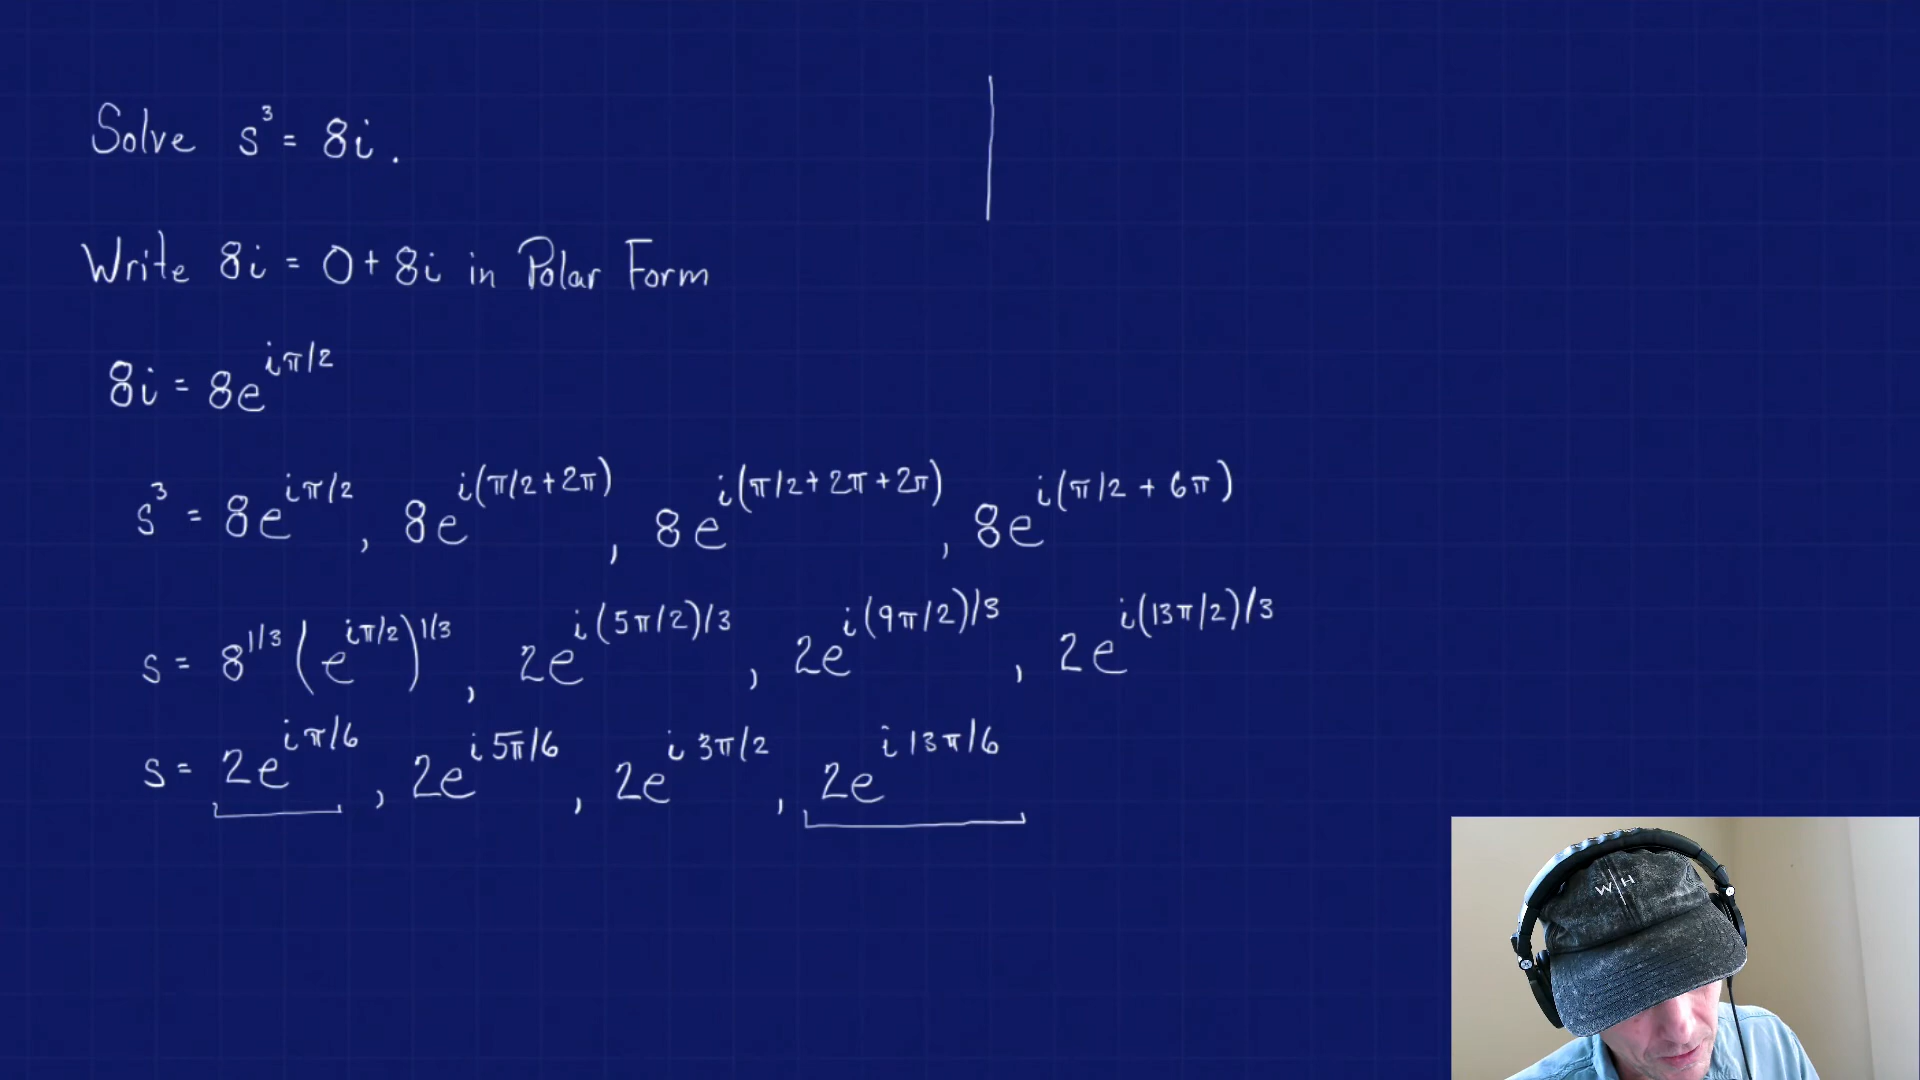 Solve s³ = 8i.
Write 8i = 0 + 8i in Polar Form
8i = 8e^{iπ/2}
s³ = 8e^{iπ/2}, 8e^{i(π/2+2π)}, 8e^{i(π/2+2π+2π)}, 8e^{i(π/2+6π)}
s = 8^{1/3}(e^{iπ/2})^{1/3}, 2e^{i(5π/2)/3}, 2e^{i(9π/2)/3}, 2e^{i(13π/2)/3}
s = 2e^{iπ/6}, 2e^{i5π/6}, 2e^{i3π/2}, 2e^{i13π/6}
W H